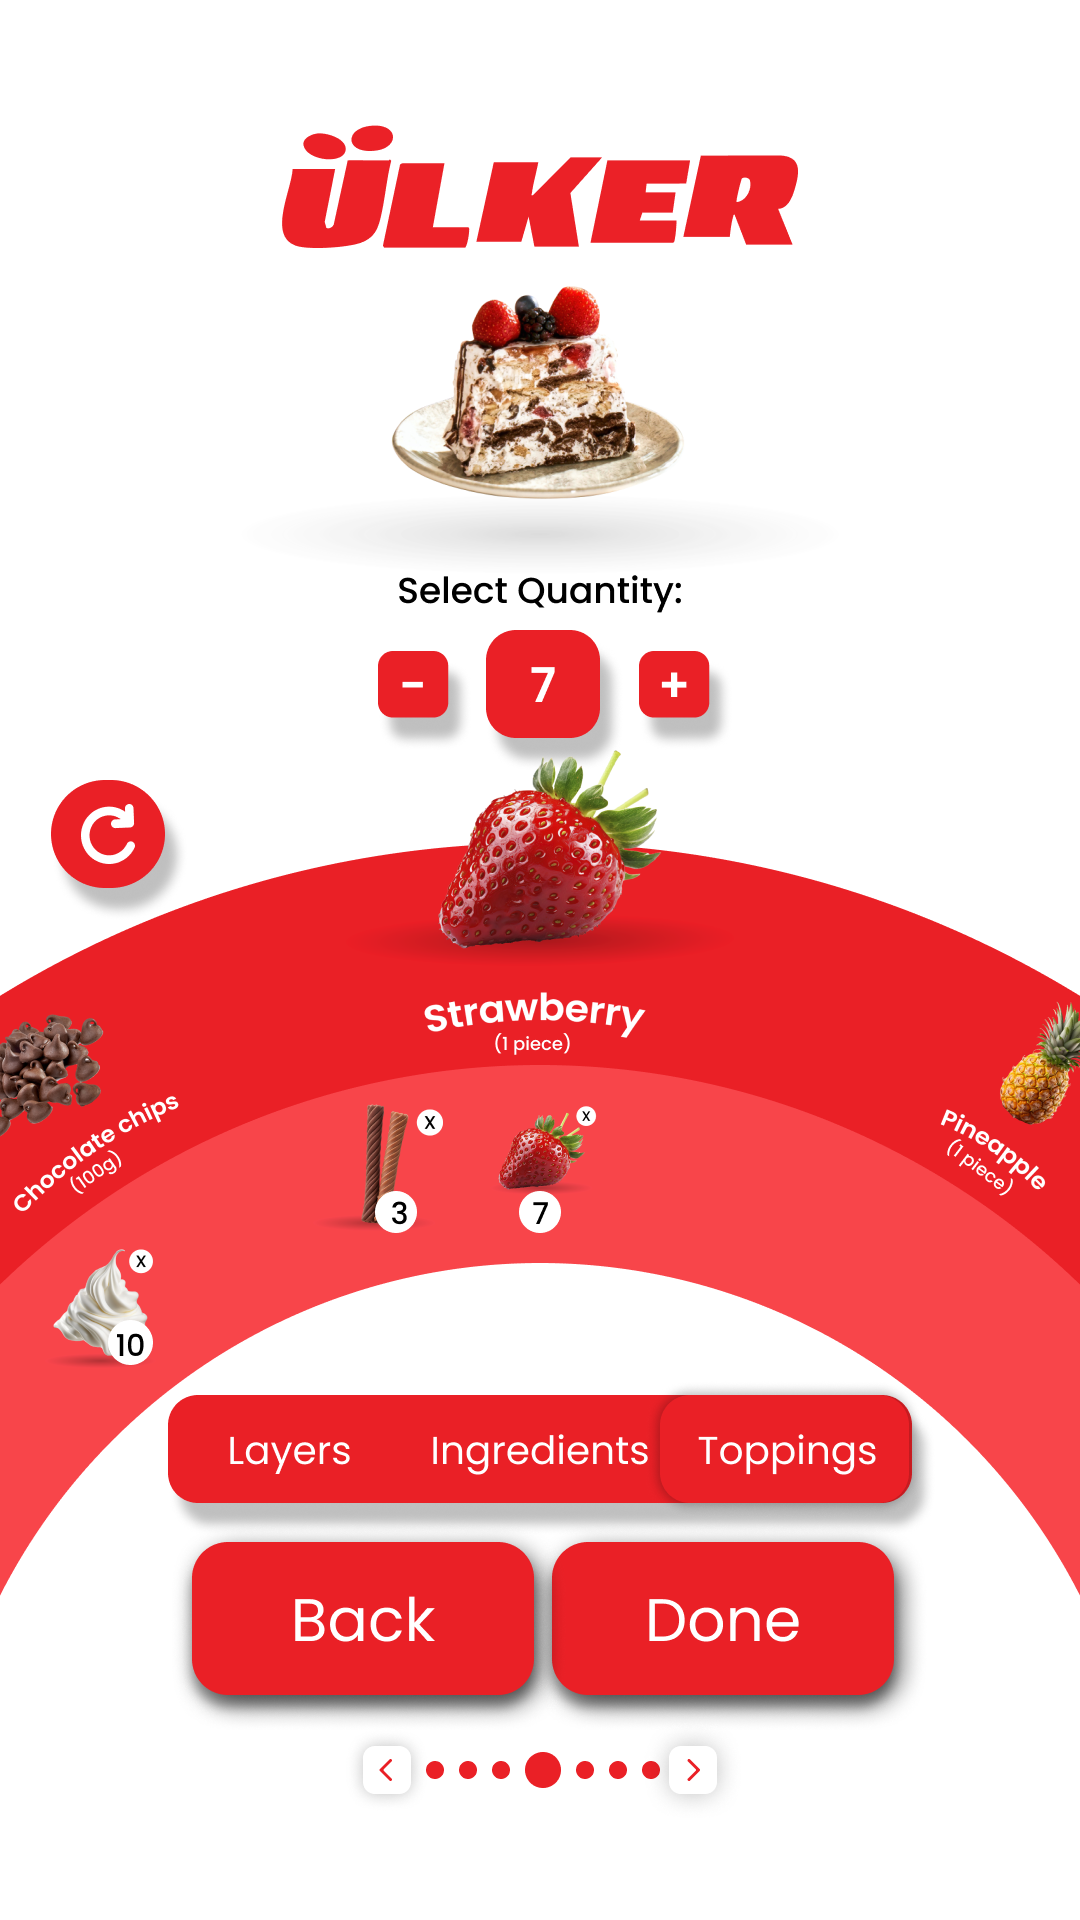 ÜLKER
Select Quantity:
- 7 +
Strawberry
(1 piece)
Chocolate chips
(100g)
Pineapple
(1 piece)
x
3
x
7
x
10
Layers Ingredients Toppings
Back Done